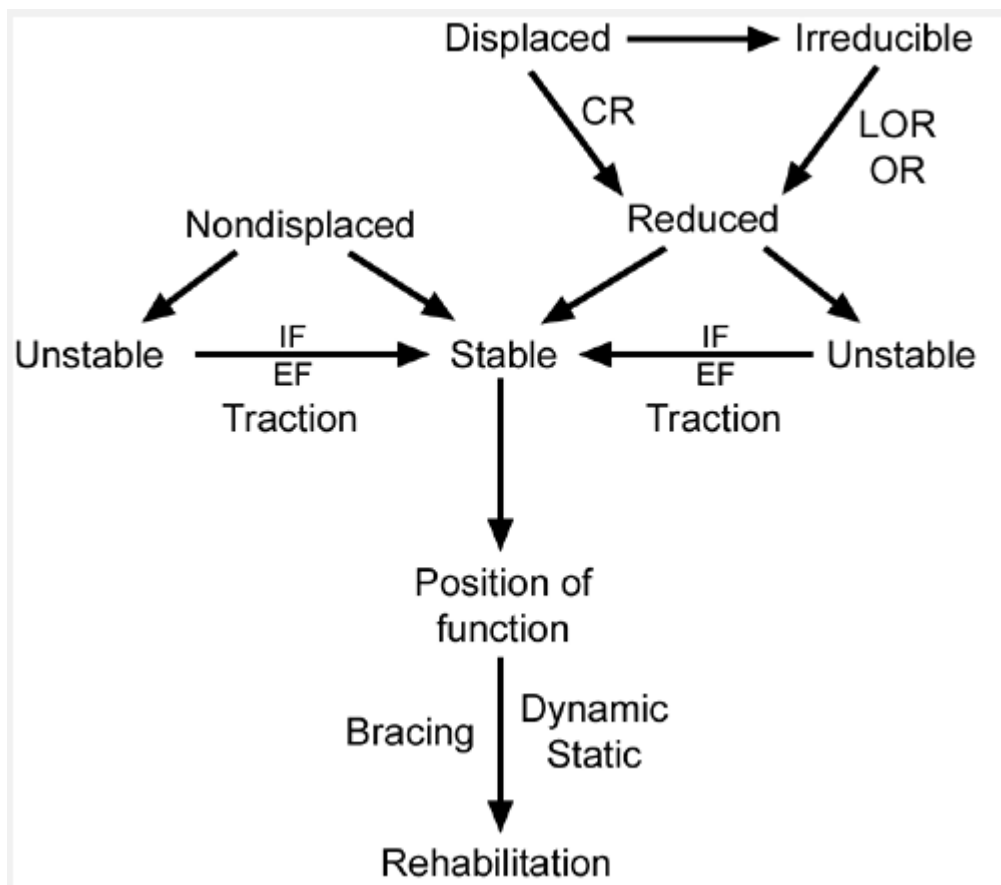 Displaced
Irreducible
CR
LOR
OR
Nondisplaced
Reduced
Unstable
IF
EF
Traction
Stable
IF
EF
Traction
Unstable
Position of
function
Bracing
Dynamic
Static
Rehabilitation